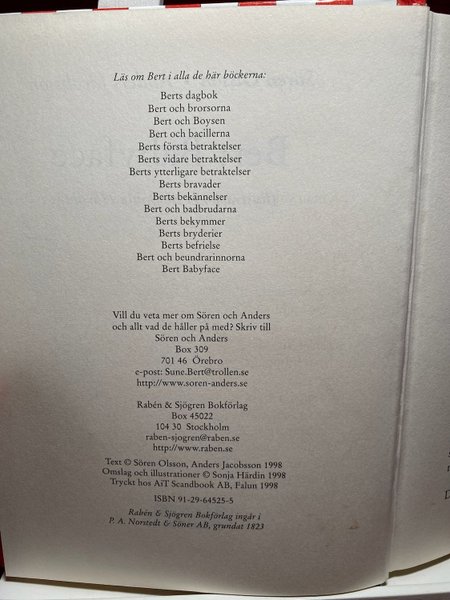 Läs om Bert i alla de här böckerna:
Berts dagbok
Bert och brorsorna
Bert och Boysen
Bert och bacillerna
Berts första betraktelser
Berts vidare betraktelser
Berts ytterligare betraktelser
Berts bravader
Berts bekännelser
Bert och badbrudarna
Berts bekymmer
Berts bryderier
Berts befrielse
Bert och beundrarinnorna
Bert Babyface
Vill du veta mer om Sören och Anders
och allt vad de håller på med? Skriv till
Sören och Anders
Box 309
701 46 Örebro
e-post: Sune.Bert@trollen.se
http://www.soren-anders.se
Rabén & Sjögren Bokförlag
Box 45022
104 30 Stockholm
raben-sjogren@raben.se
http://www.raben.se
Text © Sören Olsson, Anders Jacobsson 1998
Omslag och illustrationer © Sonja Härdin 1998
Tryckt hos AiT Scandbook AB, Falun 1998
ISBN 91-29-64525-5
Rabén & Sjögren Bokförlag ingår i
P. A. Norstedt & Söner AB, grundat 1823